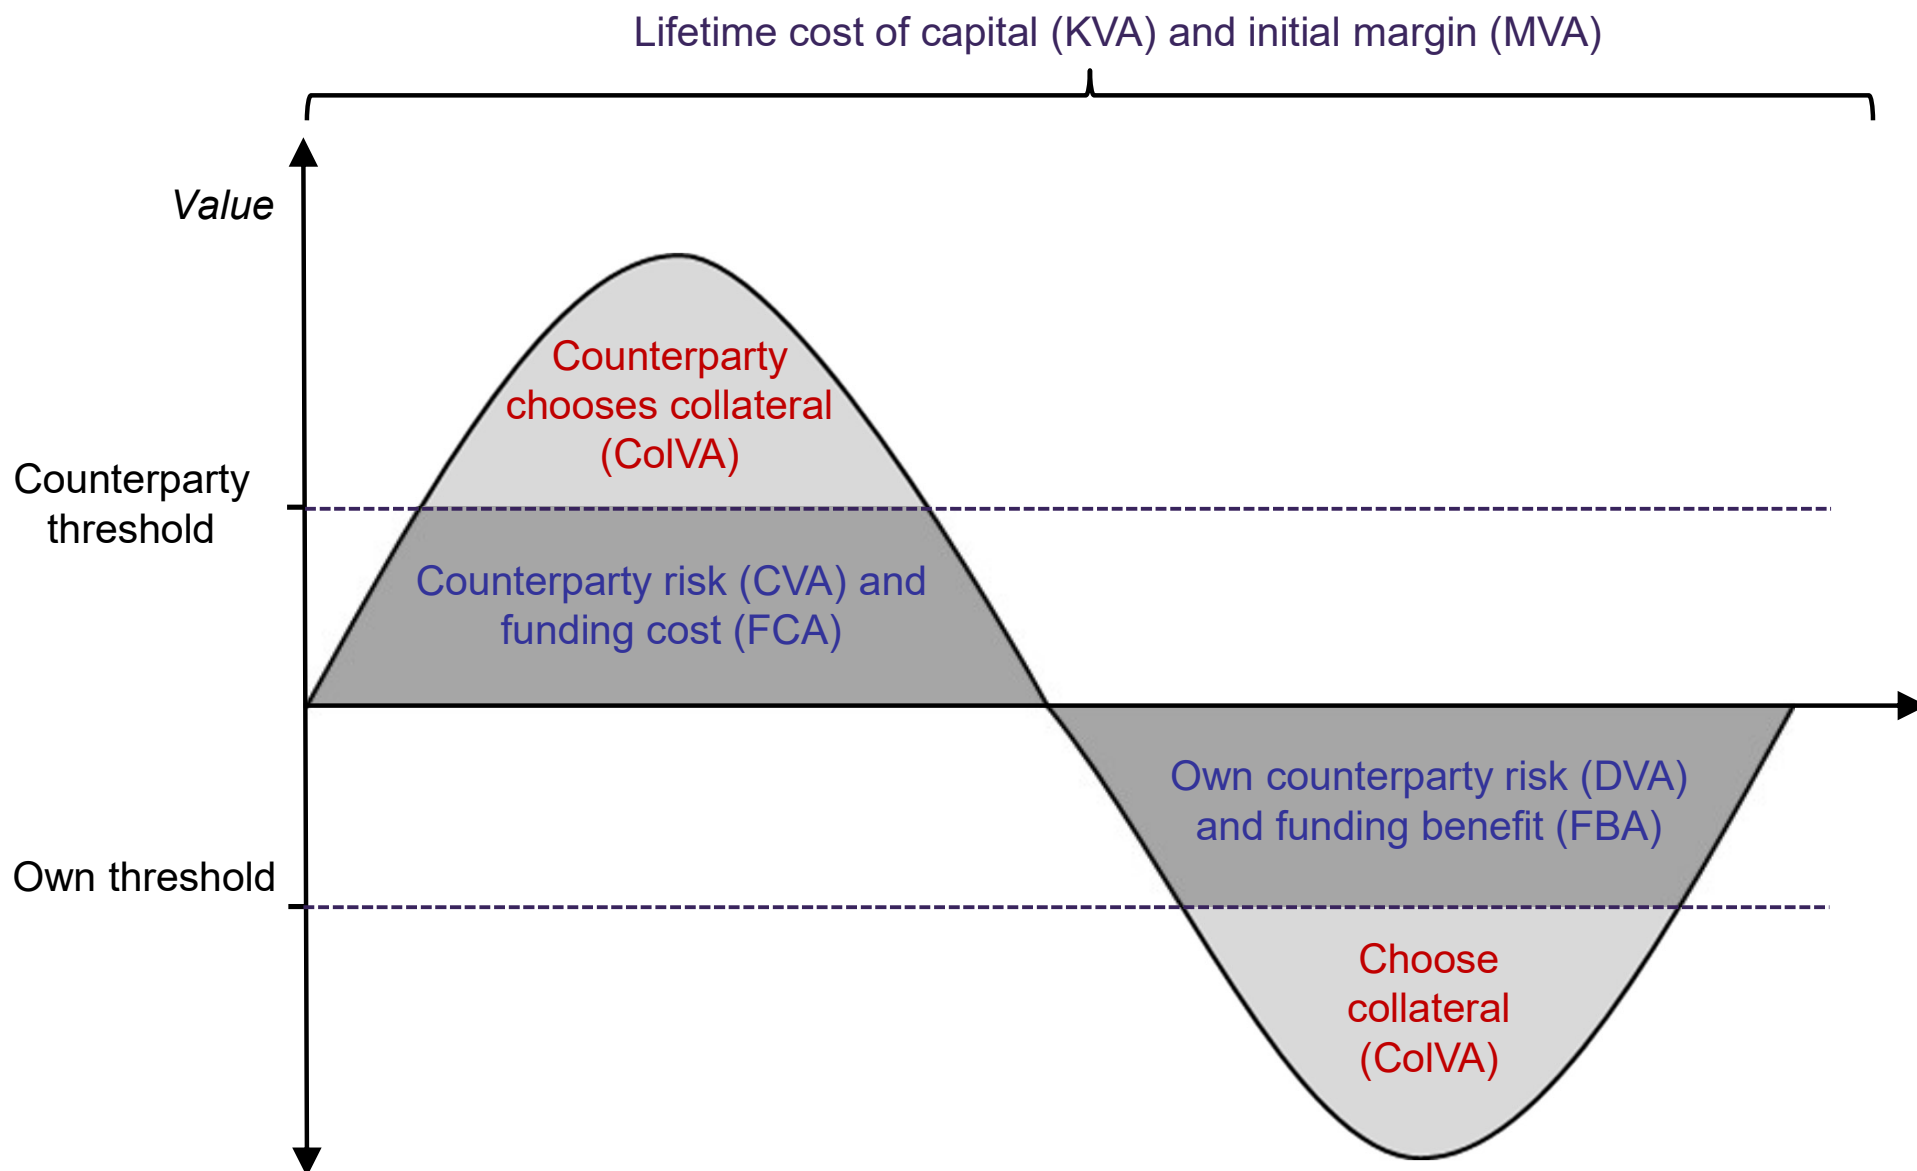 Lifetime cost of capital (KVA) and initial margin (MVA)
Value
Counterparty
chooses collateral
(ColVA)
Counterparty
threshold
Counterparty risk (CVA) and
funding cost (FCA)
Own counterparty risk (DVA)
and funding benefit (FBA)
Own threshold
Choose
collateral
(ColVA)